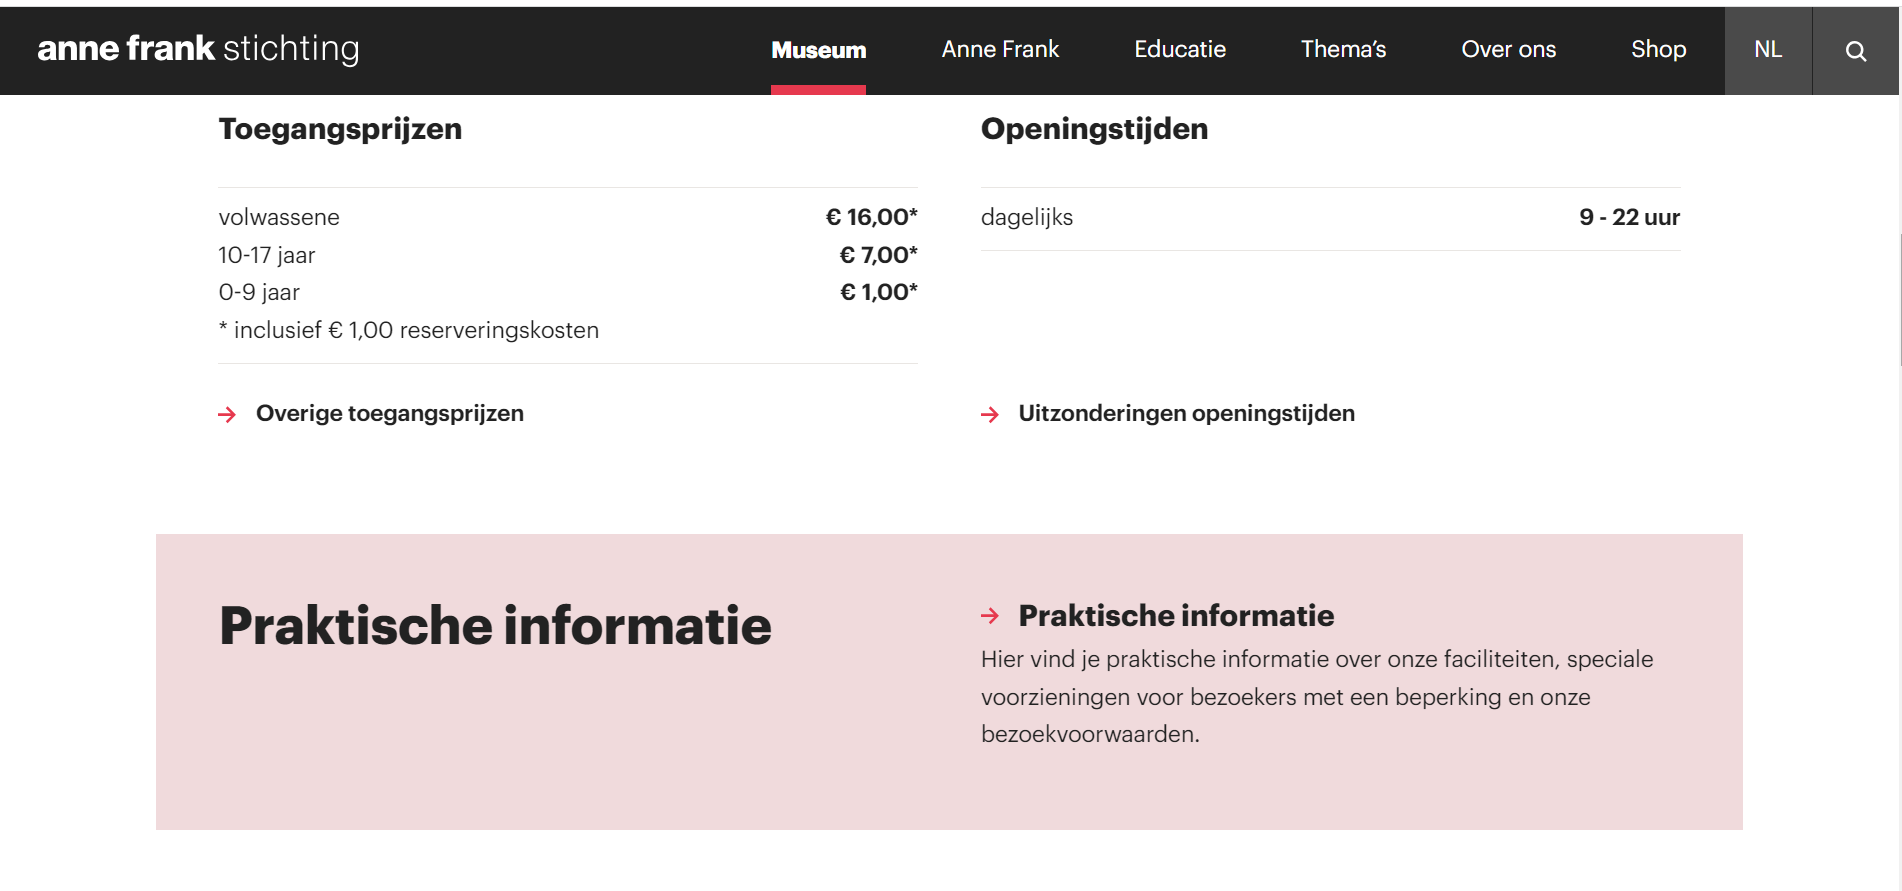 anne frank stichting
Museum
Anne Frank
Educatie
Thema's
Over ons
Shop
NL
Toegangsprijzen
volwassene € 16,00*
10-17 jaar € 7,00*
0-9 jaar € 1,00*
* inclusief € 1,00 reserveringskosten
Overige toegangsprijzen
Openingstijden
dagelijks 9 - 22 uur
Uitzonderingen openingstijden
Praktische informatie
Praktische informatie
Hier vind je praktische informatie over onze faciliteiten, speciale
voorzieningen voor bezoekers met een beperking en onze
bezoekvoorwaarden.